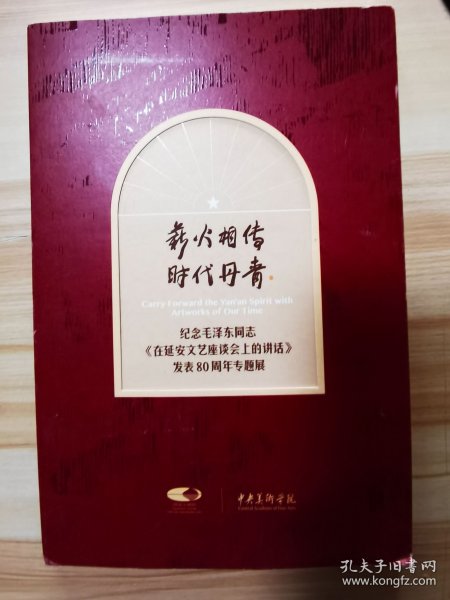 薪火相传
时代丹青
Carry Forward the Yan'an Spirit with
Artworks of Our Time
纪念毛泽东同志
《在延安文艺座谈会上的讲话》
发表80周年专题展
中央美术学院
Central Academy of Fine Arts
孔夫子旧书网
www.kongfz.com